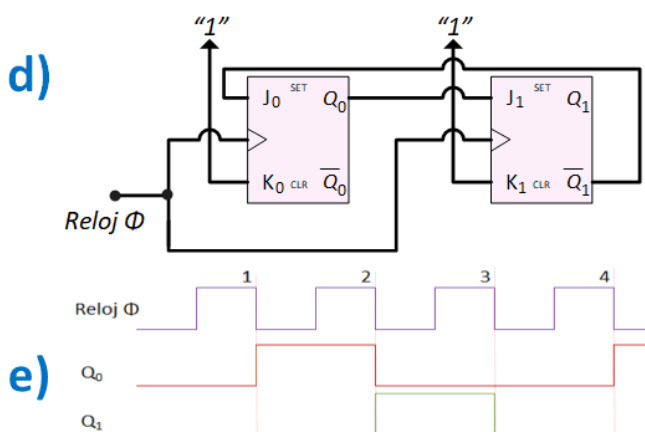 d)
"1" "1"
J0 SET Q0 J1 SET Q1
K0 CLR Q̅0 K1 CLR Q̅1
Reloj Φ
1 2 3 4
Reloj Φ
e)
Q0
Q1